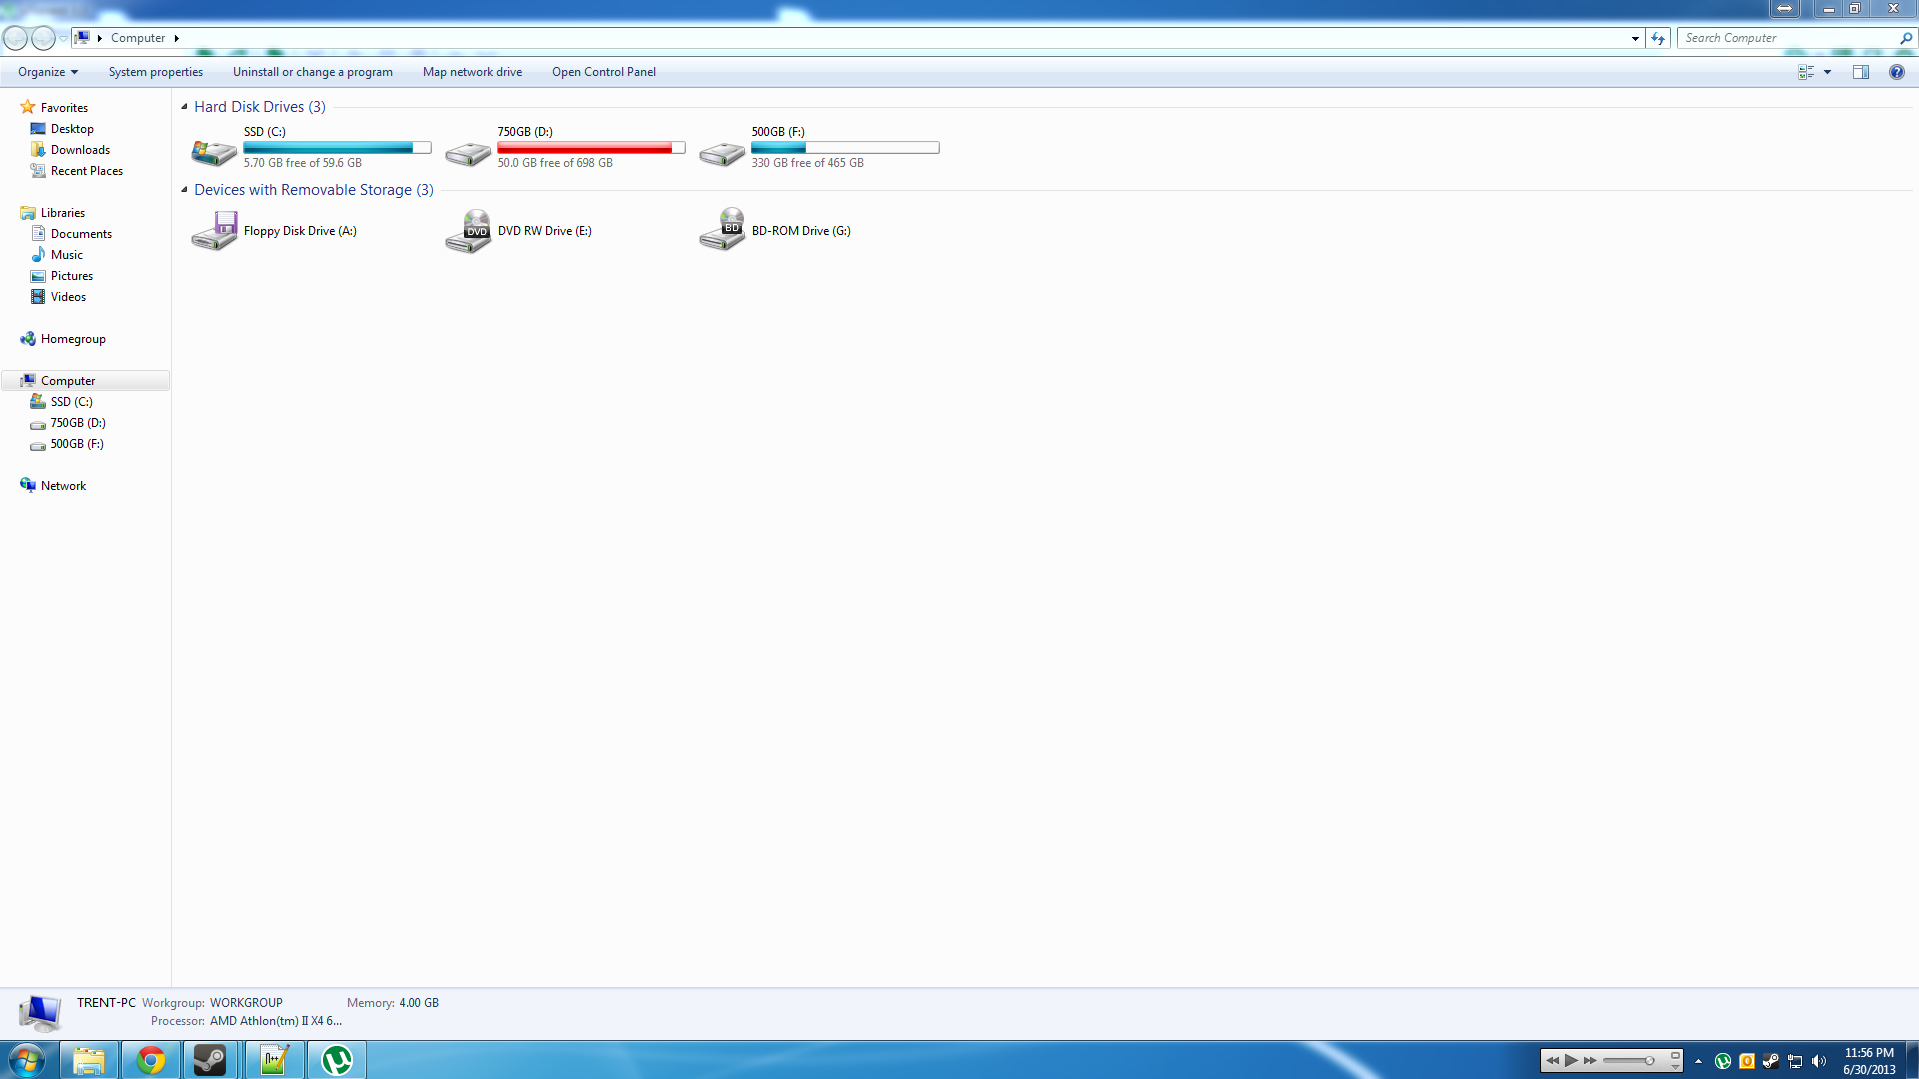 Computer
Search Computer
Organize
System properties
Uninstall or change a program
Map network drive
Open Control Panel
Favorites
Desktop
Downloads
Recent Places
Libraries
Documents
Music
Pictures
Videos
Homegroup
Computer
SSD (C:)
750GB (D:)
500GB (F:)
Network
Hard Disk Drives (3)
SSD (C:)
5.70 GB free of 59.6 GB
750GB (D:)
50.0 GB free of 698 GB
500GB (F:)
330 GB free of 465 GB
Devices with Removable Storage (3)
Floppy Disk Drive (A:)
DVD
DVD RW Drive (E:)
BD
BD-ROM Drive (G:)
TRENT-PC Workgroup: WORKGROUP Memory: 4.00 GB
Processor: AMD Athlon(tm) II X4 6...
11:56 PM
6/30/2013